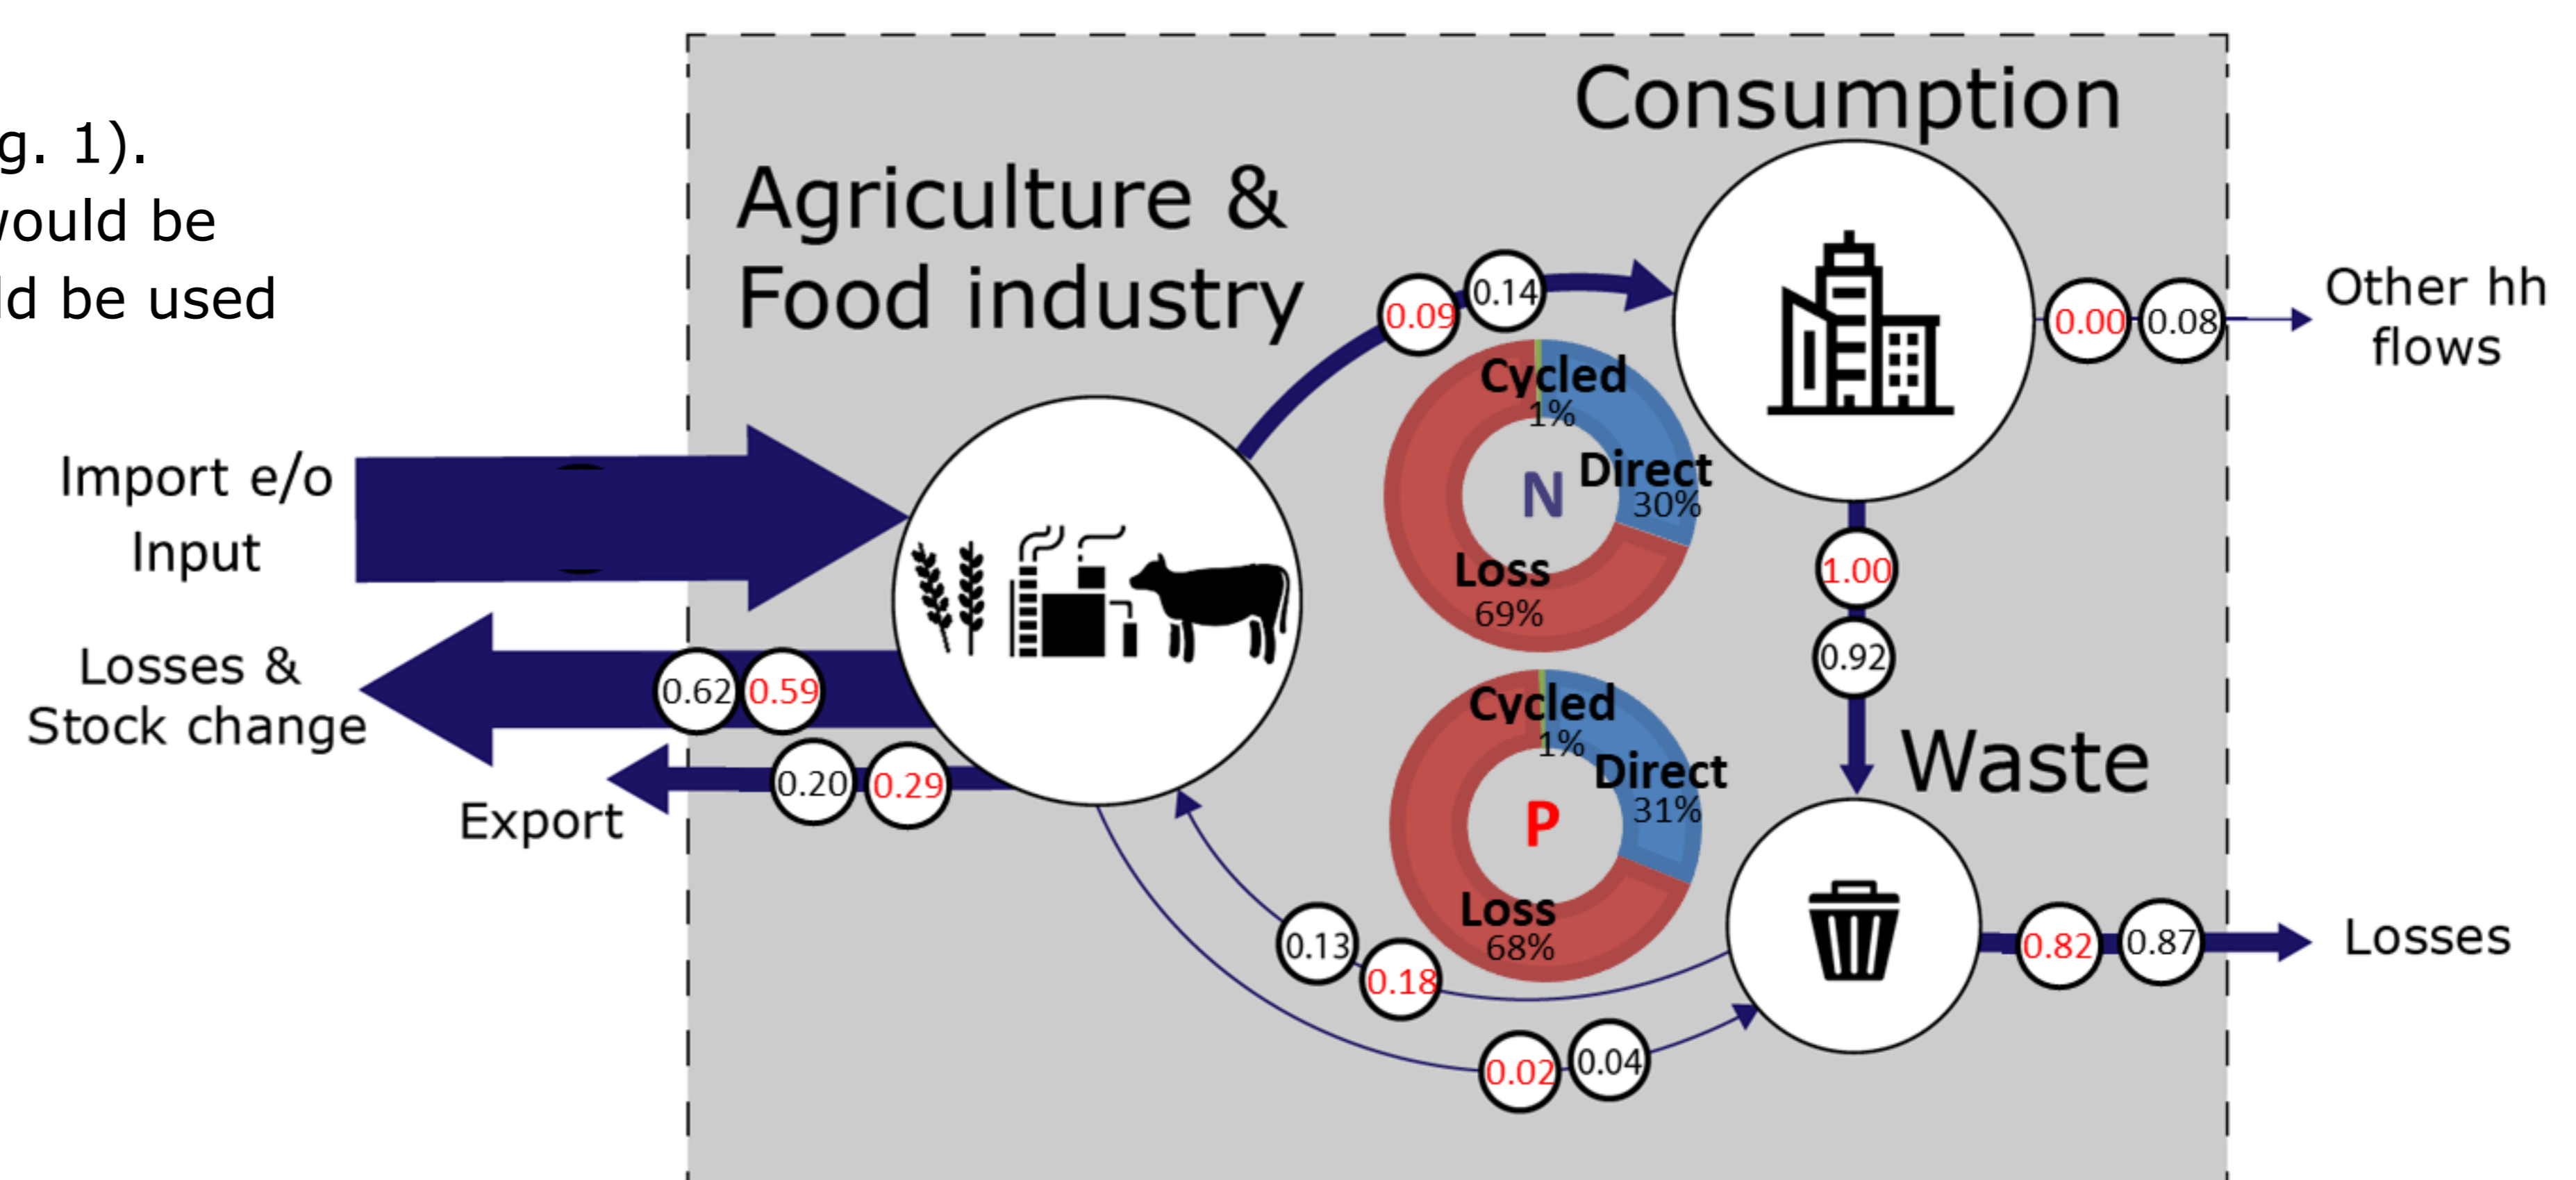 g. 1).
would be
ld be used
Consumption
Agriculture &
Food industry
0.09
0.14
0.00
0.08
Other hh
flows
Cycled
1%
Direct
30%
N
Loss
69%
Import e/o
Input
1.00
0.92
Losses &
Stock change
0.62
0.59
Export
0.20
0.29
Cycled
1%
Direct
31%
P
Loss
68%
Waste
0.13
0.18
0.02
0.04
0.82
0.87
Losses